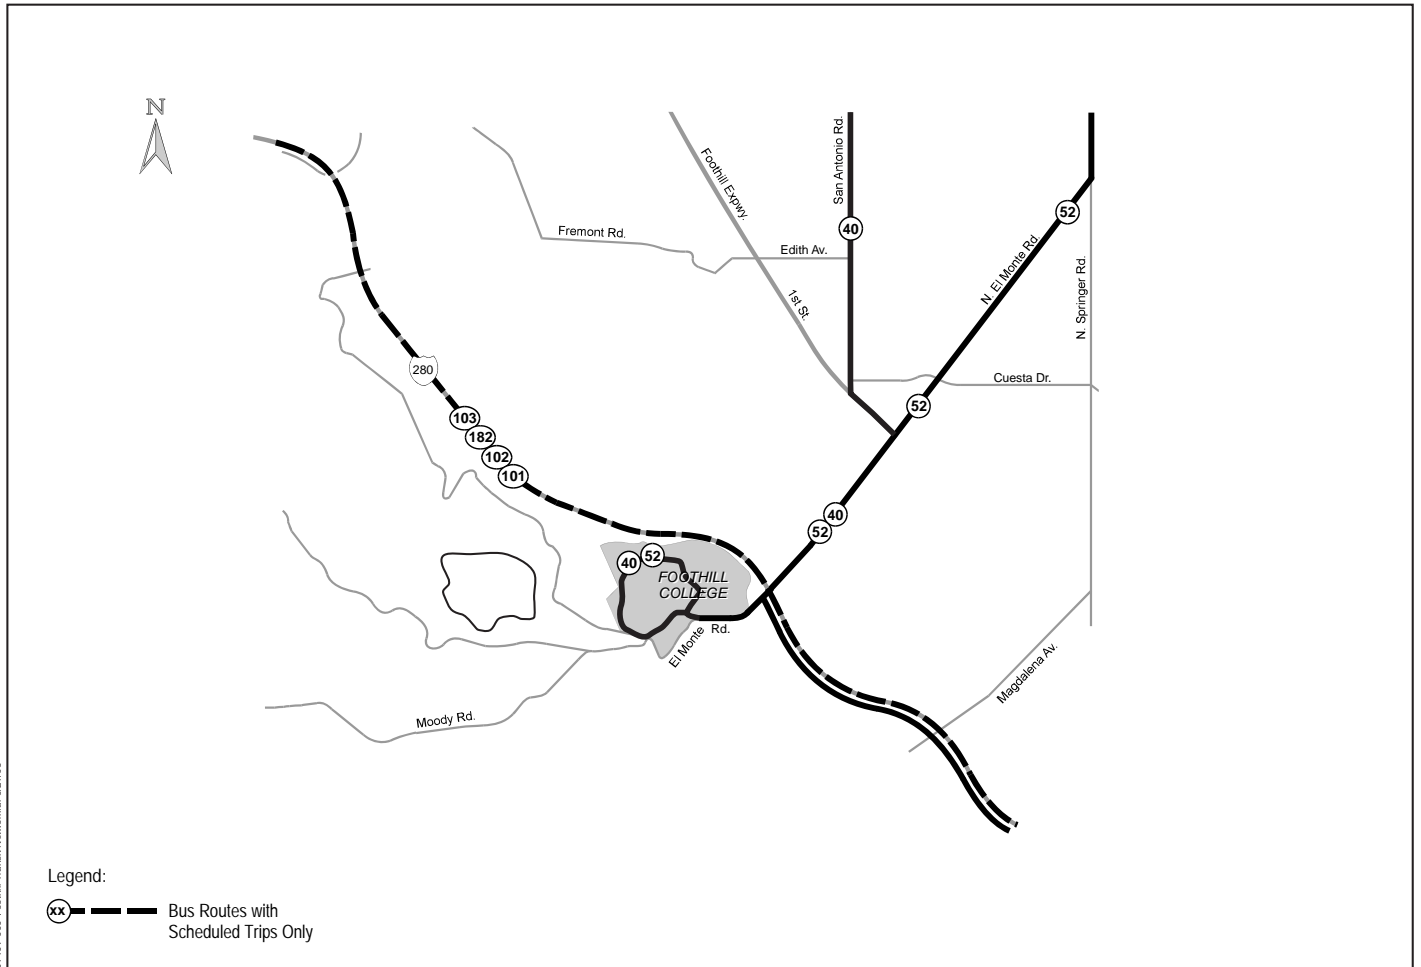 N
Foothill Expwy.
San Antonio Rd.
52
40
Fremont Rd.
Edith Av.
N. El Monte Rd.
N. Springer Rd.
1st St.
280
Cuesta Dr.
52
103
182
102
101
40
52
40
52
FOOTHILL
COLLEGE
El Monte
Rd.
Magdalena Av.
Moody Rd.
Legend:
xx
Bus Routes with
Scheduled Trips Only